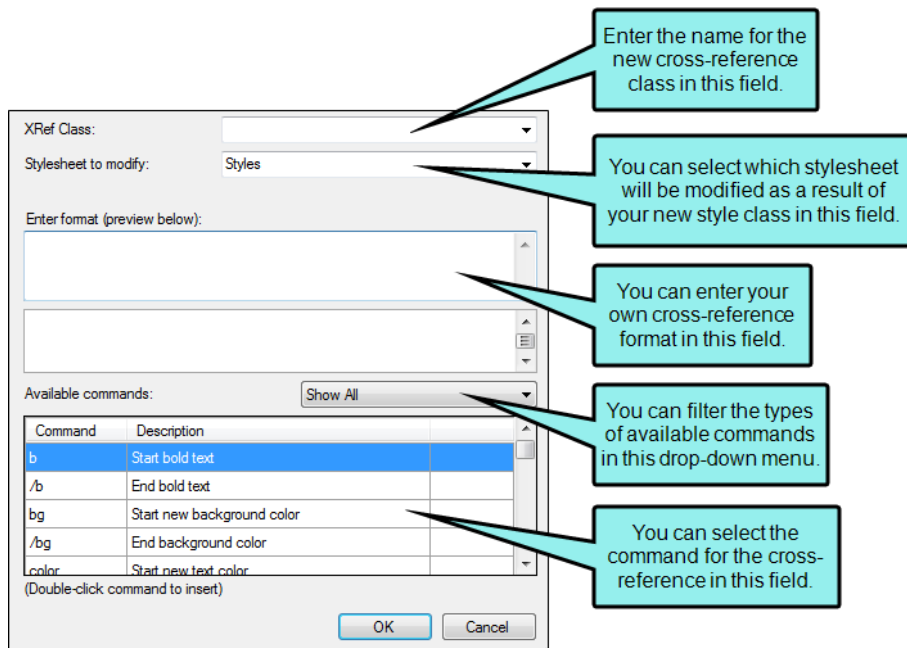 Enter the name for the
new cross-reference
class in this field.
XRef Class:
Stylesheet to modify:
Styles
You can select which stylesheet
will be modified as a result of
your new style class in this field.
Enter format (preview below):
You can enter your
own cross-reference
format in this field.
Available commands:
Show All
You can filter the types
of available commands
in this drop-down menu.
Command Description
b Start bold text
/b End bold text
bg Start new background color
/bg End background color
color Start new text color
You can select the
command for the cross-
reference in this field.
(Double-click command to insert)
OK Cancel